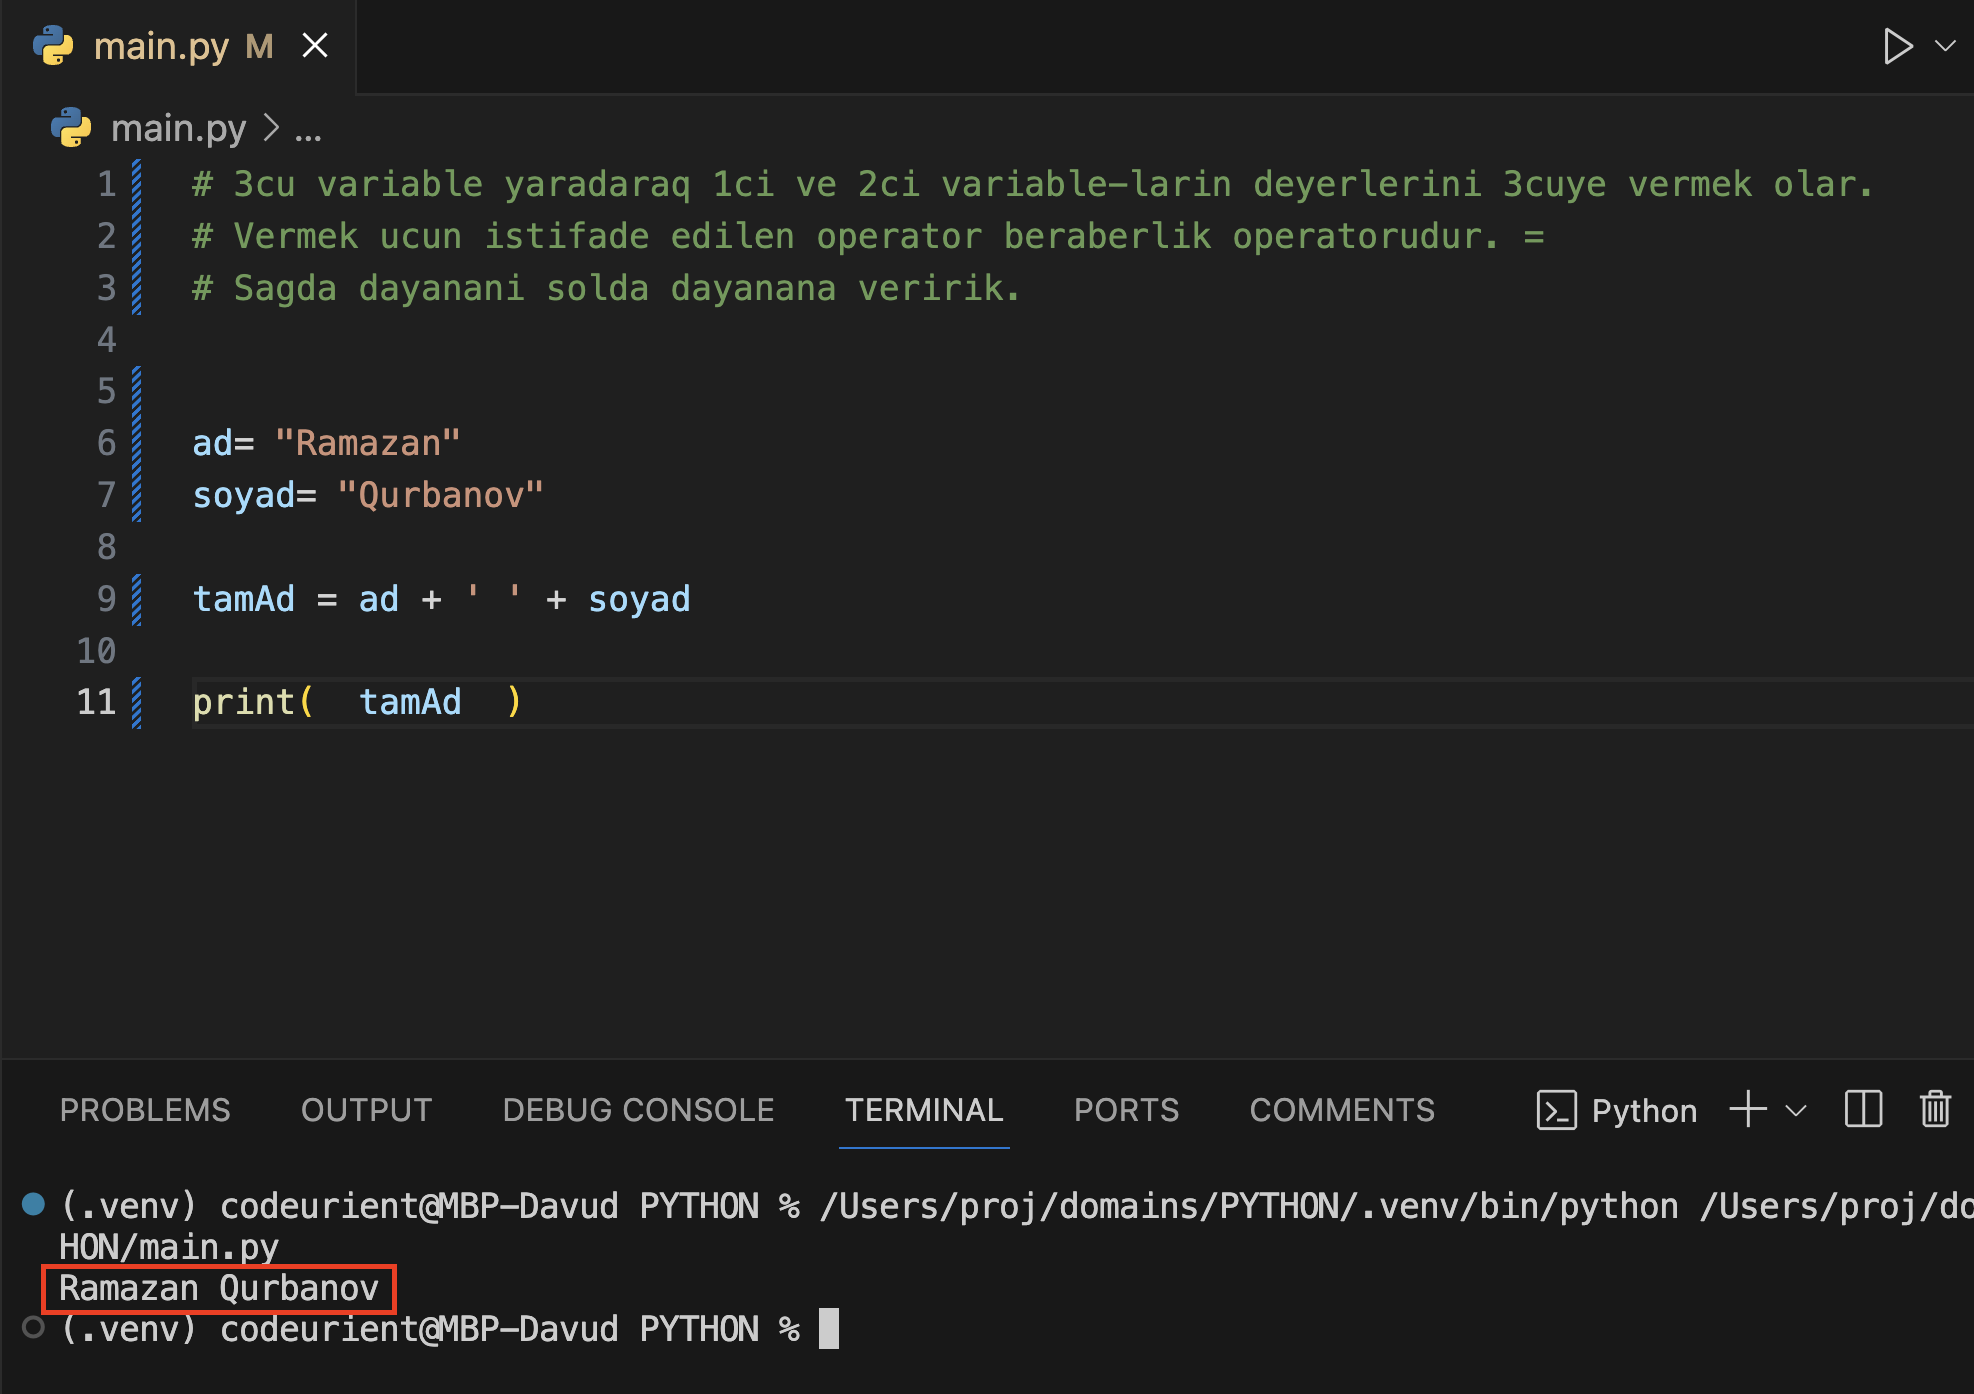 main.py M
main.py > ...
1 # 3cu variable yaradaraq 1ci ve 2ci variable-larin deyerlerini 3cuye vermek olar.
2 # Vermek ucun istifade edilen operator beraberlik operatorudur. =
3 # Sagda dayanani solda dayanana veririk.
4
5
6 ad= "Ramazan"
7 soyad= "Qurbanov"
8
9 tamAd = ad + ' ' + soyad
10
11 print(  tamAd  )
PROBLEMS OUTPUT DEBUG CONSOLE TERMINAL PORTS COMMENTS Python
(.venv) codeurient@MBP-Davud PYTHON % /Users/proj/domains/PYTHON/.venv/bin/python /Users/proj/do
HON/main.py
Ramazan Qurbanov
(.venv) codeurient@MBP-Davud PYTHON %